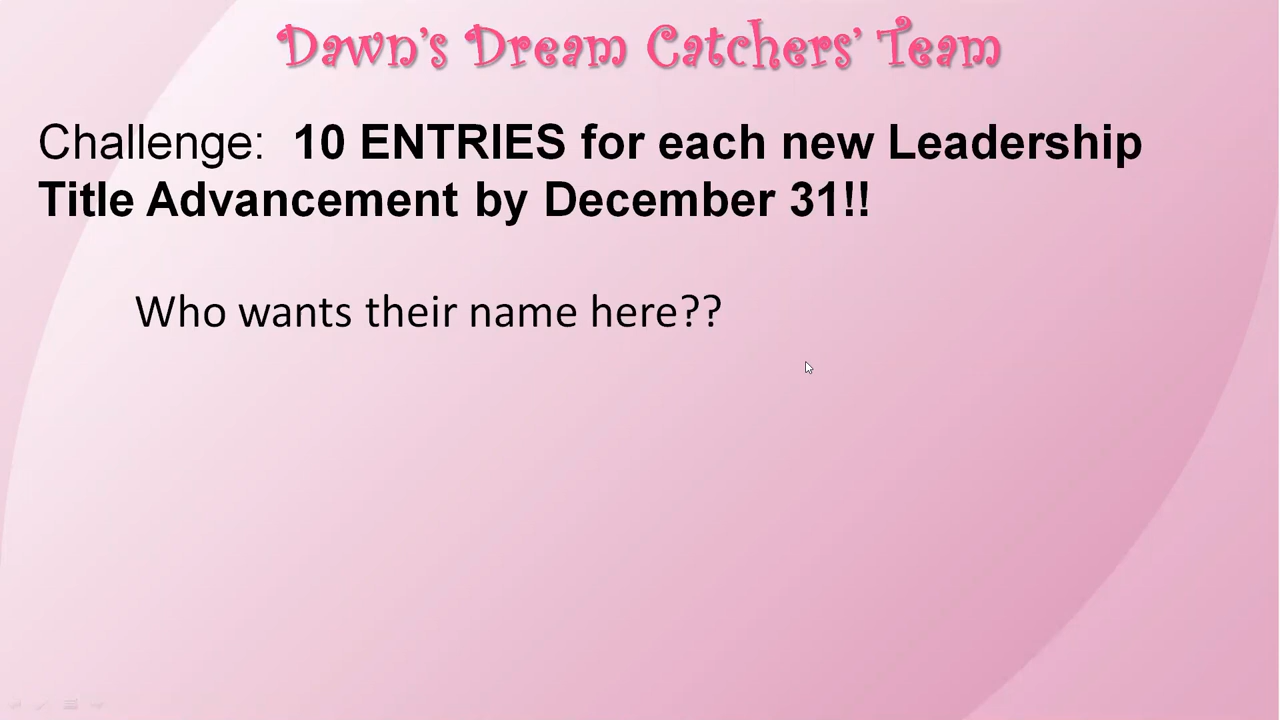 Dawn's Dream Catchers' Team
Challenge:  10 ENTRIES for each new Leadership
Title Advancement by December 31!!
Who wants their name here??